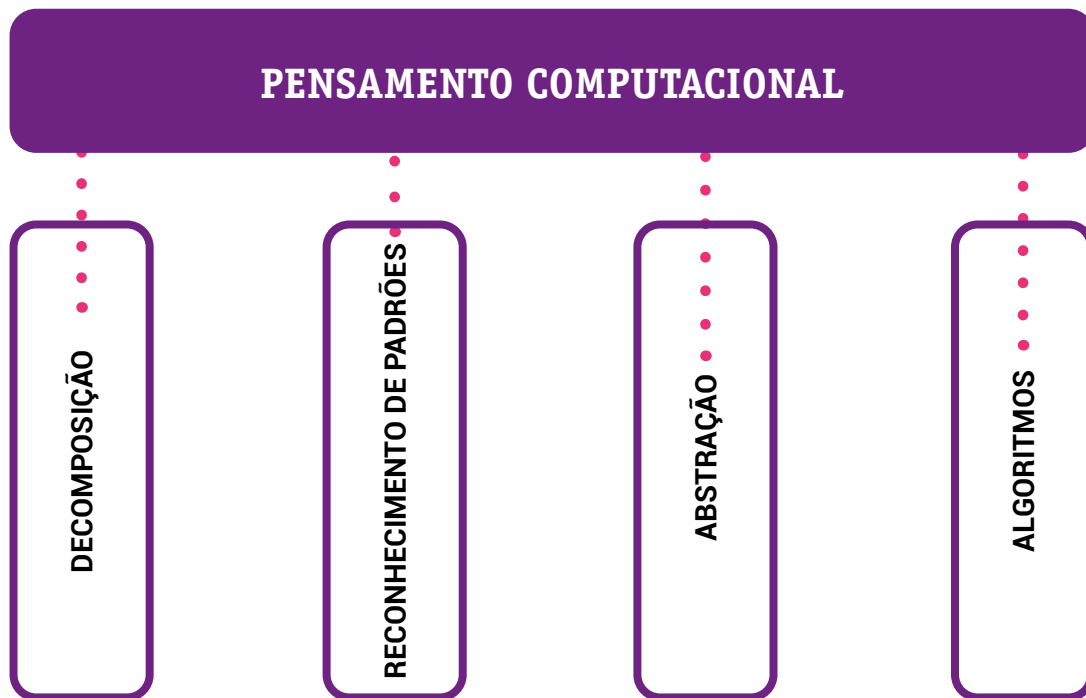 PENSAMENTO COMPUTACIONAL
DECOMPOSIÇÃO
RECONHECIMENTO DE PADRÕES
ABSTRAÇÃO
ALGORITMOS